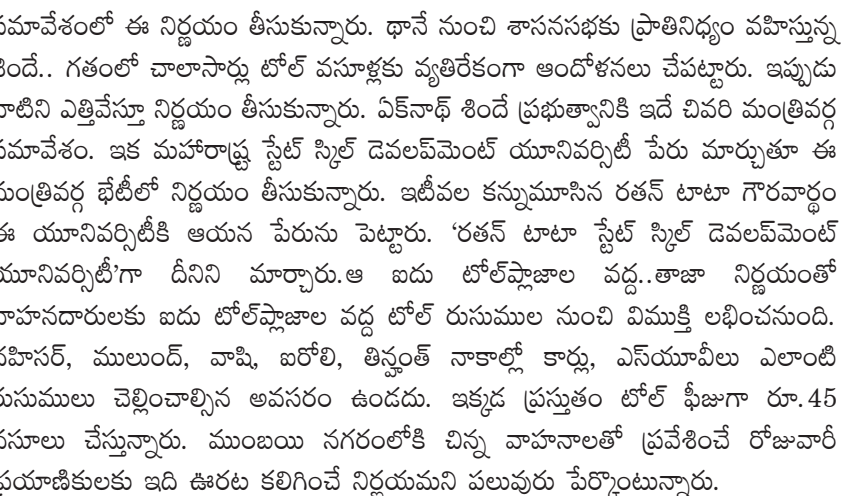 సమావేశంలో ఈ నిర్ణయం తీసుకున్నారు. థానే నుంచి శాసనసభకు ప్రాతినిధ్యం వహిస్తున్న
శిందే.. గతంలో చాలాసార్లు టోల్ వసూళ్లకు వ్యతిరేకంగా ఆందోళనలు చేపట్టారు. ఇప్పుడు
వాటిని ఎత్తివేస్తూ నిర్ణయం తీసుకున్నారు. ఏక్‌నాథ్ శిందే ప్రభుత్వానికి ఇదే చివరి మంత్రివర్గ
సమావేశం. ఇక మహారాష్ట్ర స్టేట్ స్కిల్ డెవలప్‌మెంట్ యూనివర్సిటీ పేరు మార్చుతూ ఈ
మంత్రివర్గ భేటీలో నిర్ణయం తీసుకున్నారు. ఇటీవల కన్నుమూసిన రతన్ టాటా గౌరవార్థం
ఈ యూనివర్సిటీకి ఆయన పేరును పెట్టారు. ‘రతన్ టాటా స్టేట్ స్కిల్ డెవలప్‌మెంట్
యూనివర్సిటీ’గా దీనిని మార్చారు.ఆ ఐదు టోల్‌ప్లాజాల వద్ద..తాజా నిర్ణయంతో
వాహనదారులకు ఐదు టోల్‌ప్లాజాల వద్ద టోల్ రుసుముల నుంచి విముక్తి లభించనుంది.
దహిసర్, ములుంద్, వాషి, ఐరోలి, తిన్హంత్ నాకాల్లో కార్లు, ఎస్‌యూవీలు ఎలాంటి
రుసుములు చెల్లించాల్సిన అవసరం ఉండదు. ఇక్కడ ప్రస్తుతం టోల్ ఫీజుగా రూ.45
వసూలు చేస్తున్నారు. ముంబయి నగరంలోకి చిన్న వాహనాలతో ప్రవేశించే రోజువారీ
ప్రయాణికులకు ఇది ఊరట కలిగించే నిర్ణయమని పలువురు పేర్కొంటున్నారు.